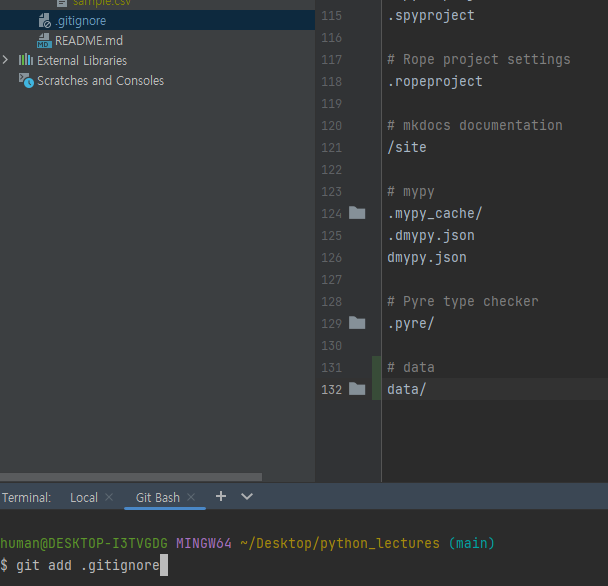 sample.csv
.gitignore
README.md
External Libraries
Scratches and Consoles
115 .spyproject
116
117 # Rope project settings
118 .ropeproject
119
120 # mkdocs documentation
121 /site
122
123 # mypy
124 .mypy_cache/
125 .dmypy.json
126 dmypy.json
127
128 # Pyre type checker
129 .pyre/
130
131 # data
132 data/
Terminal: Local × Git Bash × +
human@DESKTOP-I3TVGDG MINGW64 ~/Desktop/python_lectures (main)
$ git add .gitignore